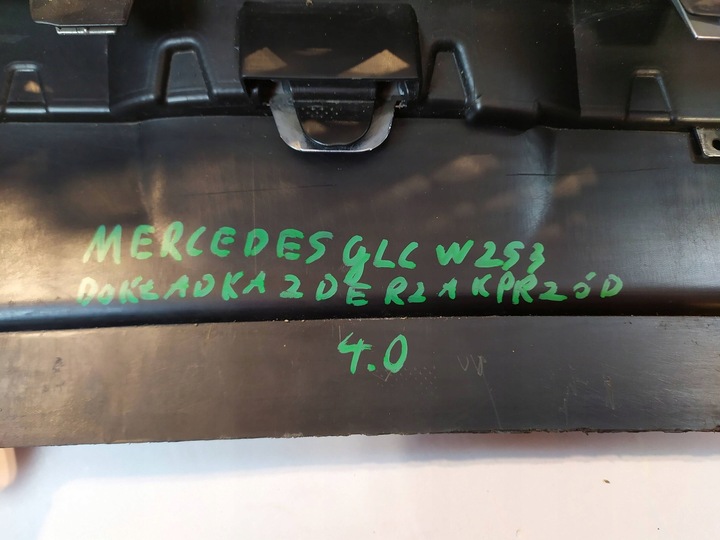 MERCEDES GLC W253
DOKŁADKA ZDERZAK PRZÓD
4.0